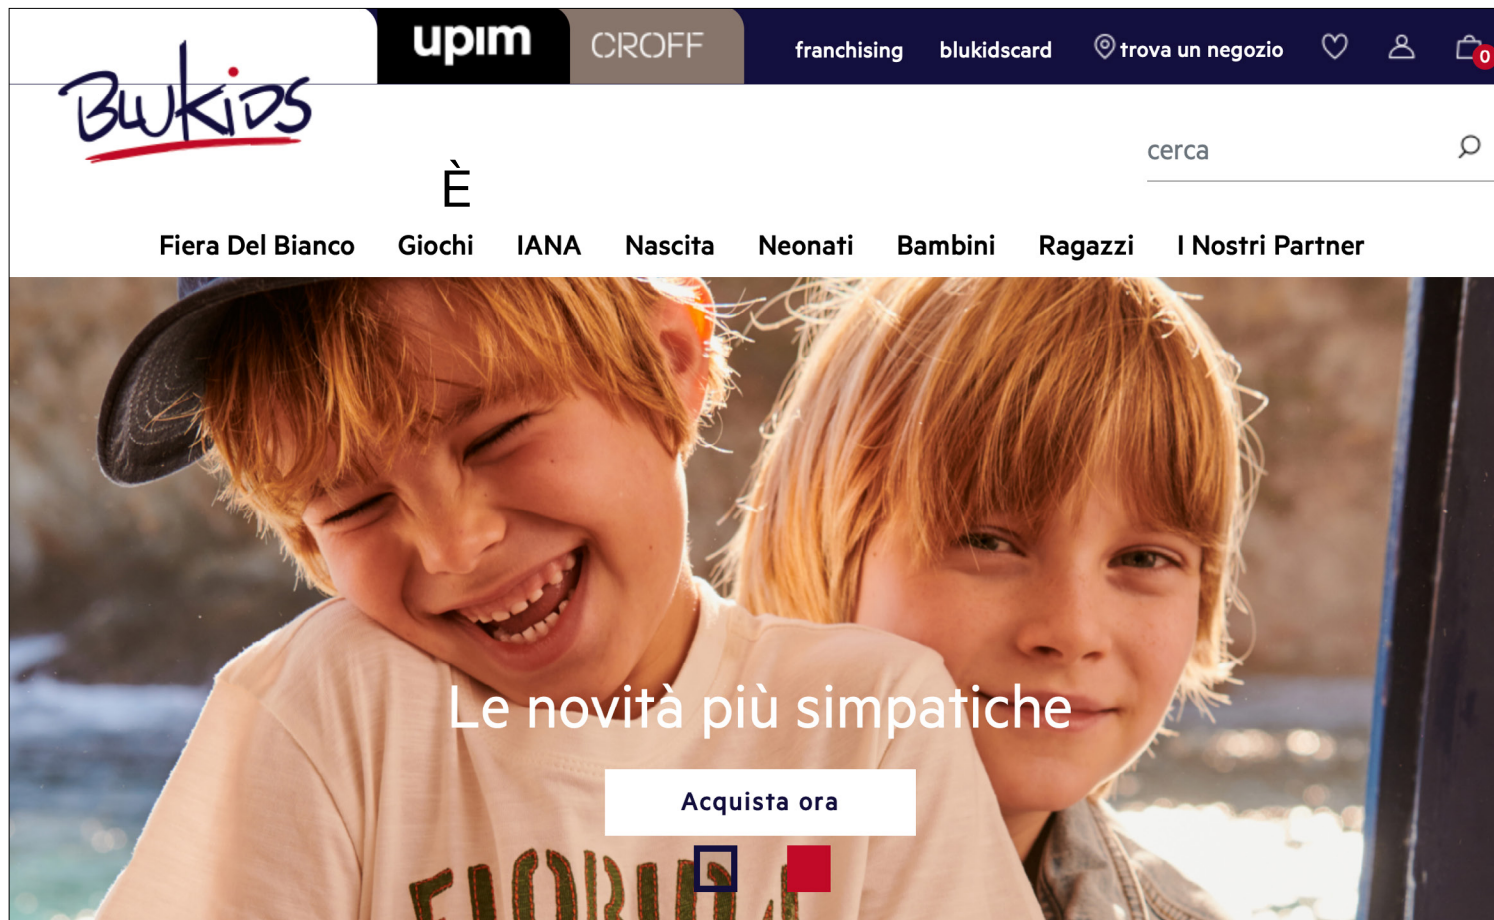 upim CROFF franchising blukidscard trova un negozio 0
BLUKIDS
cerca
È
Fiera Del Bianco Giochi IANA Nascita Neonati Bambini Ragazzi I Nostri Partner
Le novità più simpatiche
Acquista ora